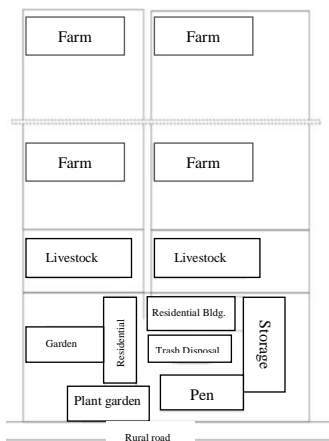 Farm
Farm
Farm
Farm
Livestock
Livestock
Garden
Residential
Residential Bldg.
Trash Disposal
Storage
Plant garden
Pen
Rural road